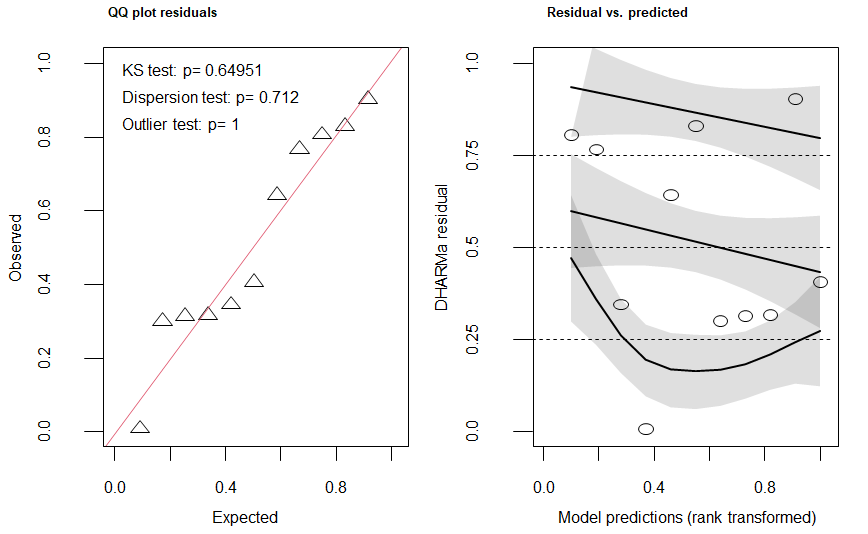 QQ plot residuals
KS test: p= 0.64951
Dispersion test: p= 0.712
Outlier test: p= 1
Observed
0.0 0.2 0.4 0.6 0.8 1.0
0.0 0.4 0.8
Expected
Residual vs. predicted
DHARMa residual
0.0 0.25 0.5 0.75 1.0
0.0 0.4 0.8
Model predictions (rank transformed)